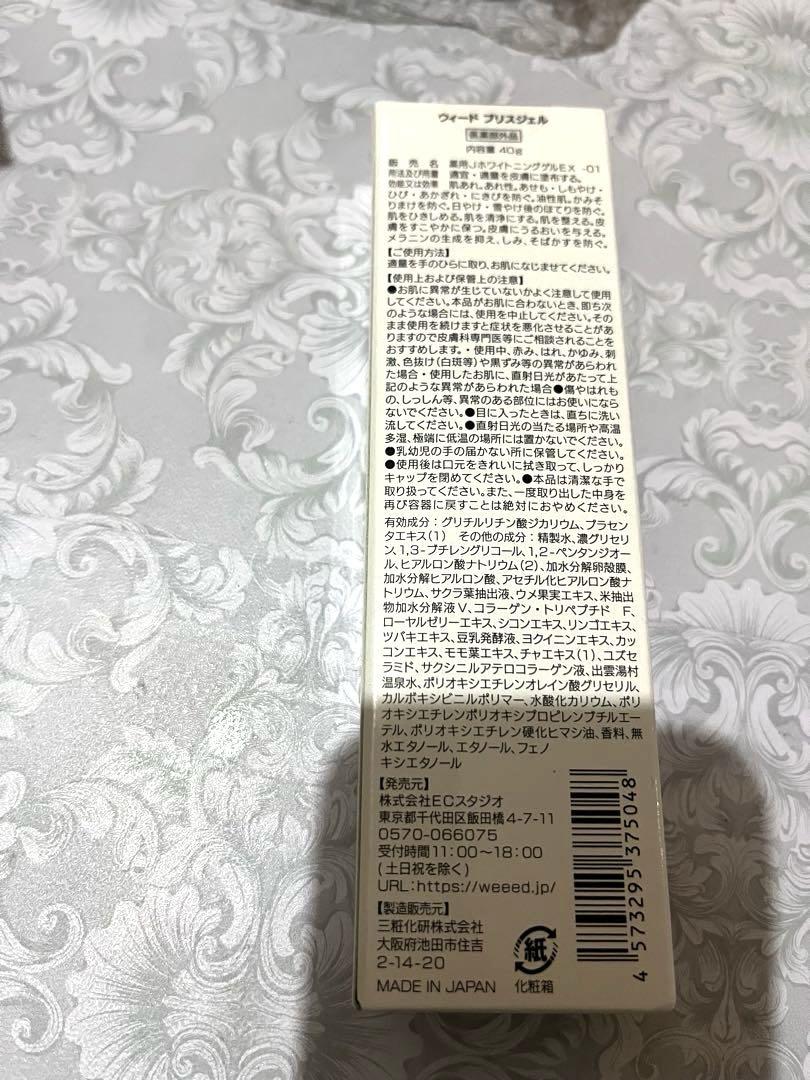 ウィード ブリスジェル
医薬部外品
内容量 40g
販売名 薬用JホワイトニングゲルEX -01
用法及び用量 適宜・適量を皮膚に塗布する。
効能又は効果 肌あれ。あれ性。あせも・しもやけ・
ひび・あかぎれ・にきびを防ぐ。油性肌。かみそ
りまけを防ぐ。日やけ・雪やけ後のほてりを防ぐ。
肌をひきしめる。肌を清浄にする。肌を整える。皮
膚をすこやかに保つ。皮膚にうるおいを与える。
メラニンの生成を抑え、しみ、そばかすを防ぐ。
【ご使用方法】
適量を手のひらに取り、お肌になじませてください。
【使用上および保管上の注意】
●お肌に異常が生じていないかよく注意して使用
してください。本品がお肌に合わないとき、即ち次
のような場合には、使用を中止してください。その
まま使用を続けますと症状を悪化させることがあ
りますので皮膚科専門医等にご相談されることを
おすすめします。・使用中、赤み、はれ、かゆみ、刺
激、色抜け(白斑等)や黒ずみ等の異常があらわれ
た場合・使用したお肌に、直射日光があたって上
記のような異常があらわれた場合●傷やはれも
の、しっしん等、異常のある部位にはお使いになら
ないでください。●目に入ったときは、直ちに洗い
流してください。●直射日光の当たる場所や高温
多湿、極端に低温の場所には置かないでください。
●乳幼児の手の届かない所に保管してください。
●使用後は口元をきれいに拭き取って、しっかり
キャップを閉めてください。●本品は清潔な手で
取り扱ってください。また、一度取り出した中身を
再び容器に戻すことは絶対におやめください。
有効成分：グリチルリチン酸ジカリウム、プラセン
タエキス(1) その他の成分：精製水、濃グリセリ
ン、1,3-ブチレングリコール、1,2-ペンタンジオー
ル、ヒアルロン酸ナトリウム(2)、加水分解卵殻膜、
加水分解ヒアルロン酸、アセチル化ヒアルロン酸ナ
トリウム、サクラ葉抽出液、ウメ果実エキス、米抽出
物加水分解液V、コラーゲン・トリペプチド F、
ローヤルゼリーエキス、シコンエキス、リンゴエキス、
ツバキエキス、豆乳発酵液、ヨクイニンエキス、カッ
コンエキス、モモ葉エキス、チャエキス(1)、ユズセ
ラミド、サクシニルアテロコラーゲン液、出雲湯村
温泉水、ポリオキシエチレンオレイン酸グリセリル、
カルボキシビニルポリマー、水酸化カリウム、ポリ
オキシエチレンポリオキシプロピレンブチルエー
テル、ポリオキシエチレン硬化ヒマシ油、香料、無
水エタノール、エタノール、フェノ
キシエタノール
【発売元】
株式会社ECスタジオ
東京都千代田区飯田橋4-7-11
0570-066075
受付時間11:00～18:00
(土日祝を除く)
URL:https://weeed.jp/
【製造販売元】
三粧化研株式会社
大阪府池田市住吉
2-14-20
MADE IN JAPAN
紙
化粧箱
4 573295 375048